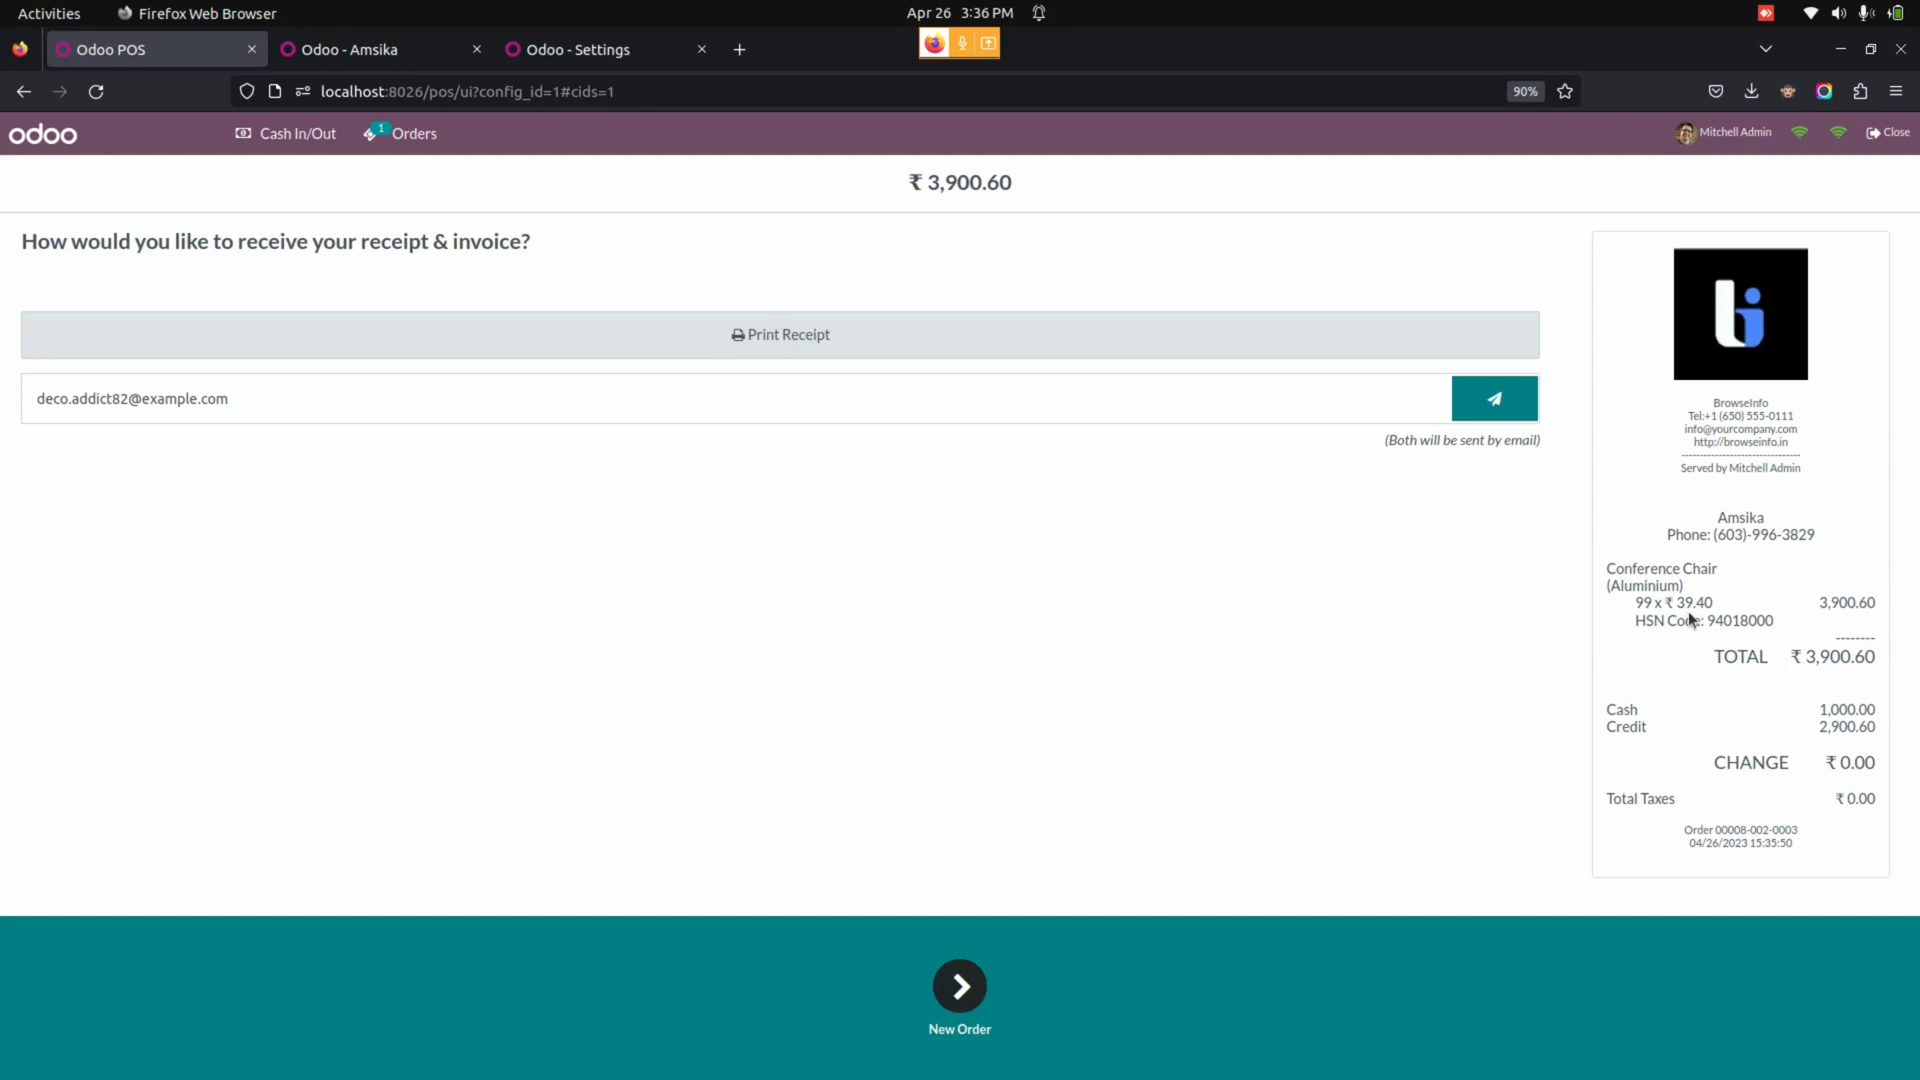 Activities
Firefox Web Browser
Apr 26 3:36 PM
Odoo POS
Odoo - Amsika
Odoo - Settings
localhost:8026/pos/ui?config_id=1#cids=1
90%
odoo
Cash In/Out
1
Orders
Mitchell Admin
Close
₹ 3,900.60
How would you like to receive your receipt & invoice?
Print Receipt
deco.addict82@example.com
(Both will be sent by email)
BrowseInfo
Tel:+1 (650) 555-0111
info@yourcompany.com
http://browseinfo.in
--------------------------------
Served by Mitchell Admin
Amsika
Phone: (603)-996-3829
Conference Chair
(Aluminium)
99 x ₹ 39.40 3,900.60
HSN Code: 94018000
--------
TOTAL ₹ 3,900.60
Cash 1,000.00
Credit 2,900.60
CHANGE ₹ 0.00
Total Taxes ₹ 0.00
Order 00008-002-0003
04/26/2023 15:35:50
New Order